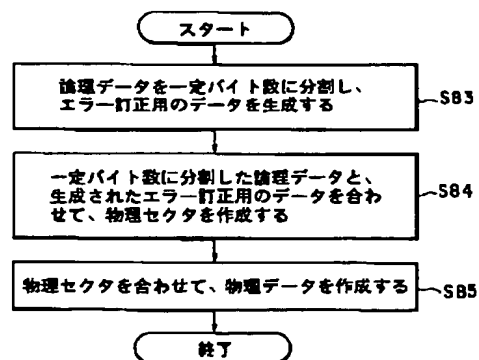 スタート
論理データを一定バイト数に分割し、
エラー訂正用のデータを生成する
SB3
一定バイト数に分割した論理データと、
生成されたエラー訂正用のデータを合わ
せて、物理セクタを作成する
SB4
物理セクタを合わせて、物理データを作成する
SB5
終了